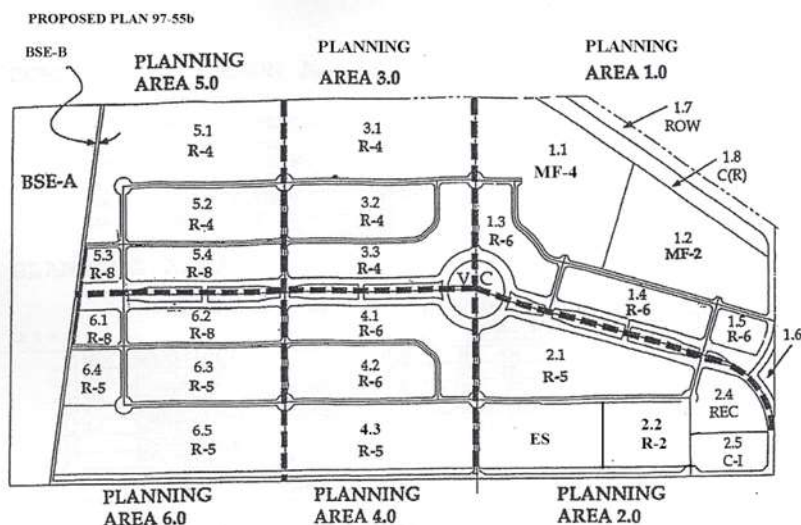 PROPOSED PLAN 97-55b
BSE-B
PLANNING
AREA 5.0
PLANNING
AREA 3.0
PLANNING
AREA 1.0
1.7
ROW
1.8
C(R)
BSE-A
5.1
R-4
3.1
R-4
1.1
MF-4
5.2
R-4
3.2
R-4
1.3
R-6
1.2
MF-2
5.3
R-8
5.4
R-8
3.3
R-4
V C
1.4
R-6
1.5
R-6
1.6
6.1
R-8
6.2
R-8
4.1
R-6
2.1
R-5
6.4
R-5
6.3
R-5
4.2
R-6
2.4
REC
6.5
R-5
4.3
R-5
ES
2.2
R-2
2.5
C-I
PLANNING
AREA 6.0
PLANNING
AREA 4.0
PLANNING
AREA 2.0